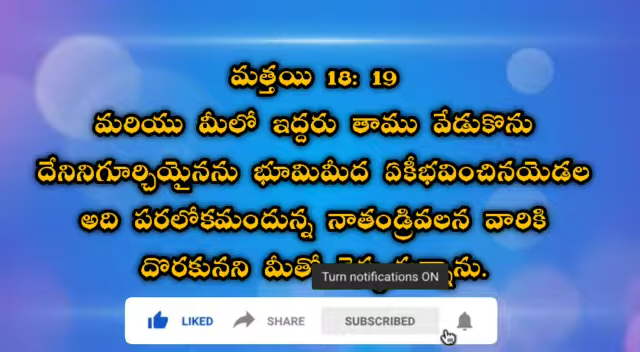 మత్తయి 18: 19
మరియు మీలో ఇద్దరు తాము వేడుకొను
దేనినిగూర్చియైనను భూమిమీద ఏకీభవించినయెడల
అది పరలోకమందున్న నాతండ్రివలన వారికి
దొరకునని మీతో
Turn notifications ON
LIKED SHARE SUBSCRIBED